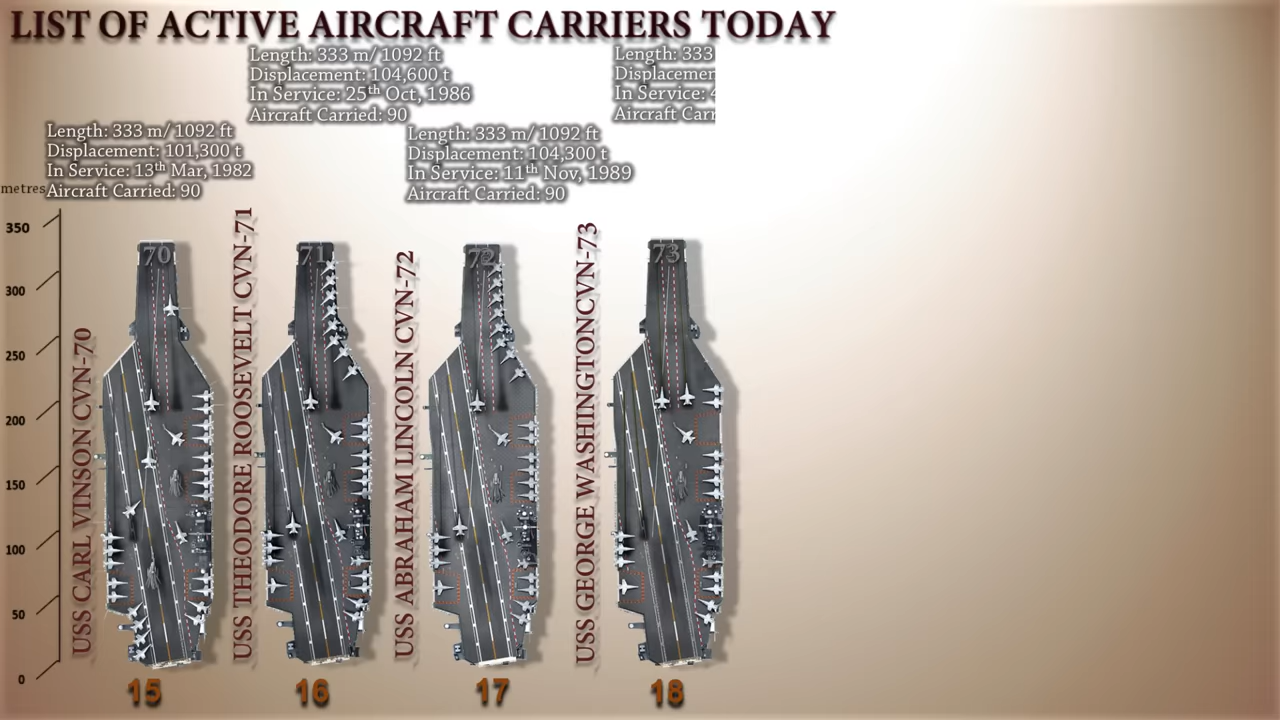 LIST OF ACTIVE AIRCRAFT CARRIERS TODAY
Length: 333 m/ 1092 ft
Displacement: 101,300 t
In Service: 13th Mar, 1982
Aircraft Carried: 90
Length: 333 m/ 1092 ft
Displacement: 104,600 t
In Service: 25th Oct, 1986
Aircraft Carried: 90
Length: 333 m/ 1092 ft
Displacement: 104,300 t
In Service: 11th Nov, 1989
Aircraft Carried: 90
Length: 333
In Service:
Aircraft
metres
350
300
250
200
150
100
50
0
USS CARL VINSON CVN-70
USS THEODORE ROOSEVELT CVN-71
USS ABRAHAM LINCOLN CVN-72
USS GEORGE WASHINGTONCVN-73
70
71
72
73
15
16
17
18